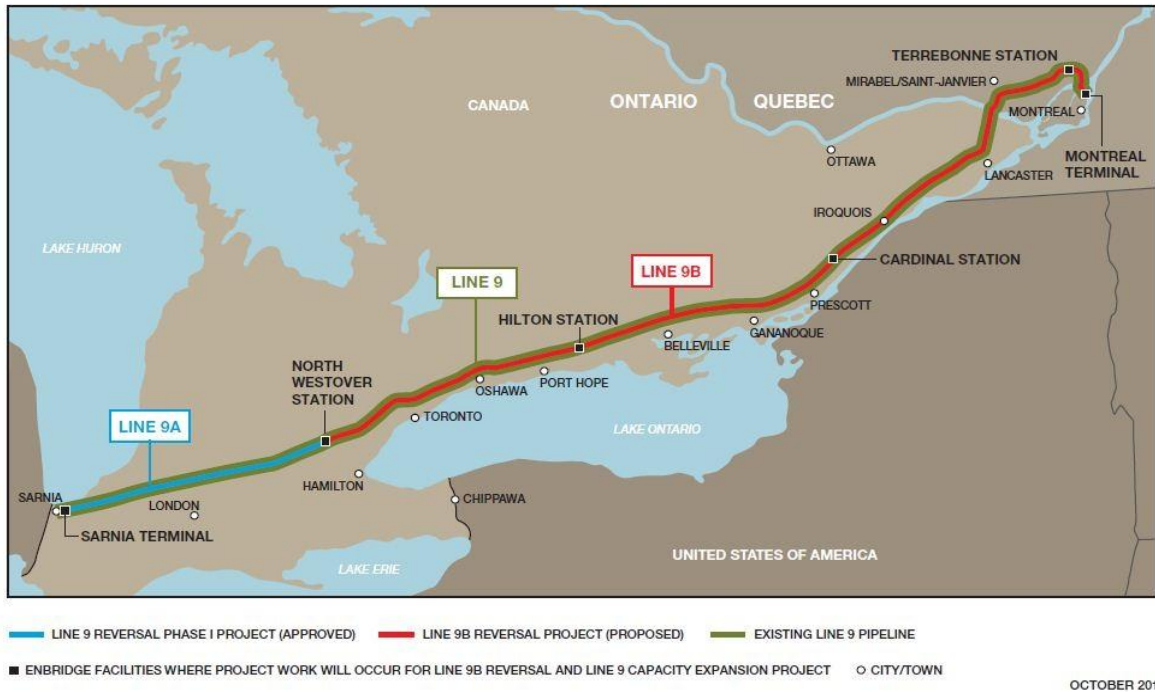 TERREBONNE STATION
MIRABEL/SAINT-JANVIER
CANADA
ONTARIO
QUEBEC
MONTREAL
OTTAWA
MONTREAL
TERMINAL
LANCASTER
IROQUOIS
LAKE HURON
CARDINAL STATION
LINE 9
LINE 9B
PRESCOTT
HILTON STATION
GANANOQUE
BELLEVILLE
NORTH
WESTOVER
STATION
OSHAWA
PORT HOPE
TORONTO
LINE 9A
LAKE ONTARIO
HAMILTON
CHIPPAWA
SARNIA
LONDON
SARNIA TERMINAL
UNITED STATES OF AMERICA
LAKE ERIE
LINE 9 REVERSAL PHASE I PROJECT (APPROVED)
LINE 9B REVERSAL PROJECT (PROPOSED)
EXISTING LINE 9 PIPELINE
ENBRIDGE FACILITIES WHERE PROJECT WORK WILL OCCUR FOR LINE 9B REVERSAL AND LINE 9 CAPACITY EXPANSION PROJECT
CITY/TOWN
OCTOBER 201